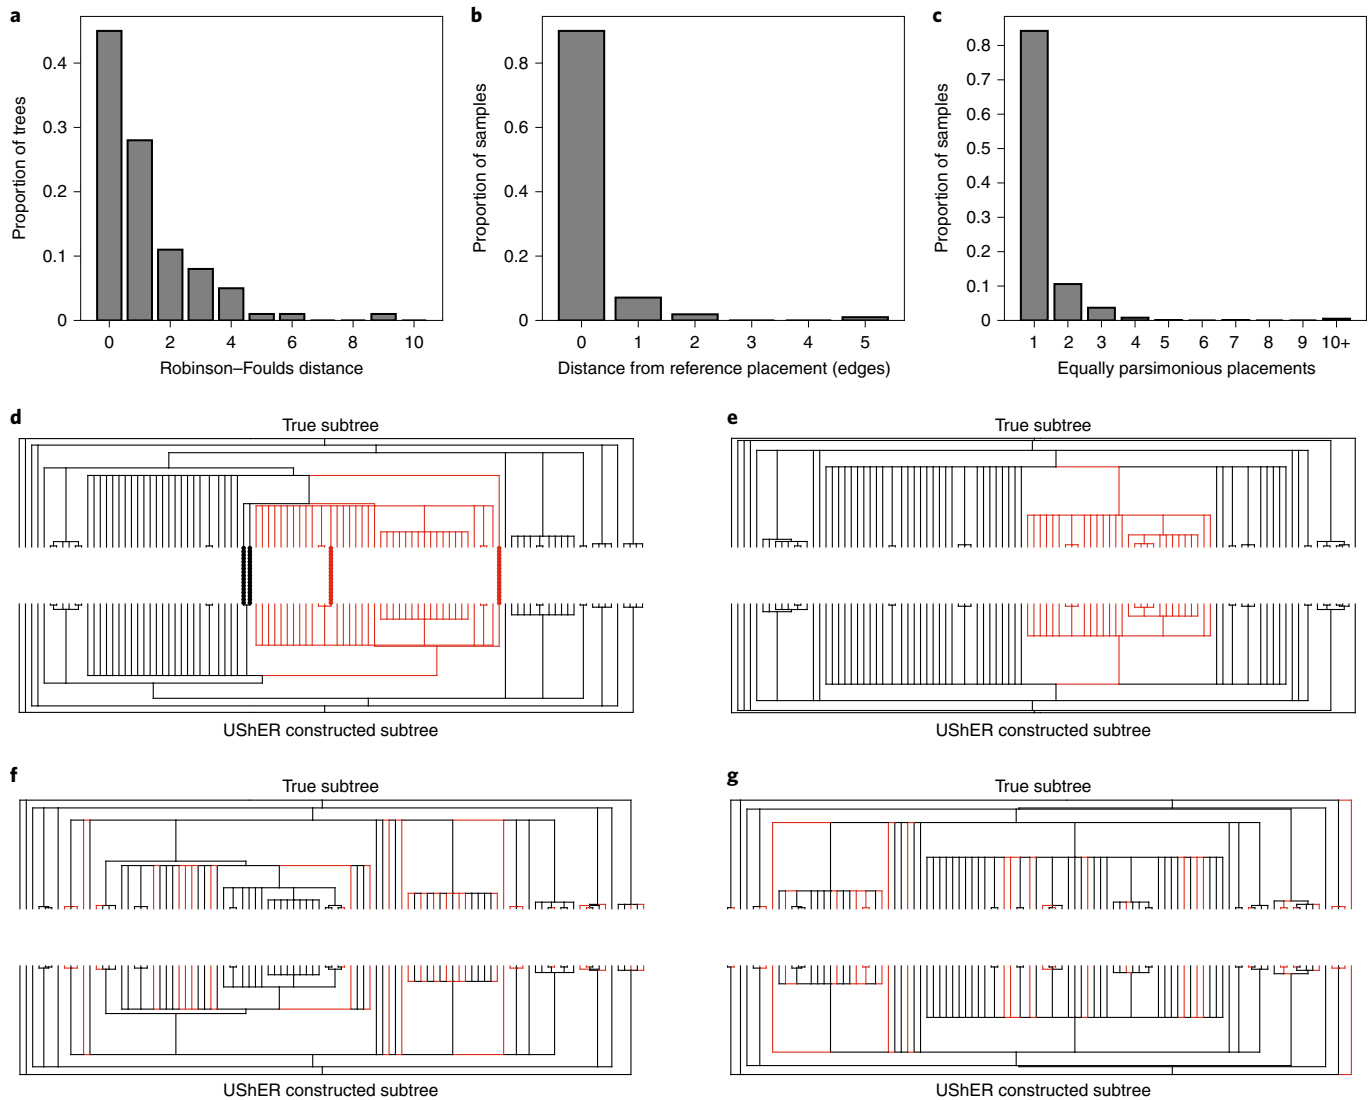 a
Proportion of trees
0.4
0.3
0.2
0.1
0
0 2 4 6 8 10
Robinson–Foulds distance
b
Proportion of samples
0.8
0.6
0.4
0.2
0
0 1 2 3 4 5
Distance from reference placement (edges)
c
Proportion of samples
0.8
0.7
0.6
0.5
0.4
0.3
0.2
0.1
0
1 2 3 4 5 6 7 8 9 10+
Equally parsimonious placements
d
True subtree
UShER constructed subtree
e
True subtree
UShER constructed subtree
f
True subtree
UShER constructed subtree
g
True subtree
UShER constructed subtree